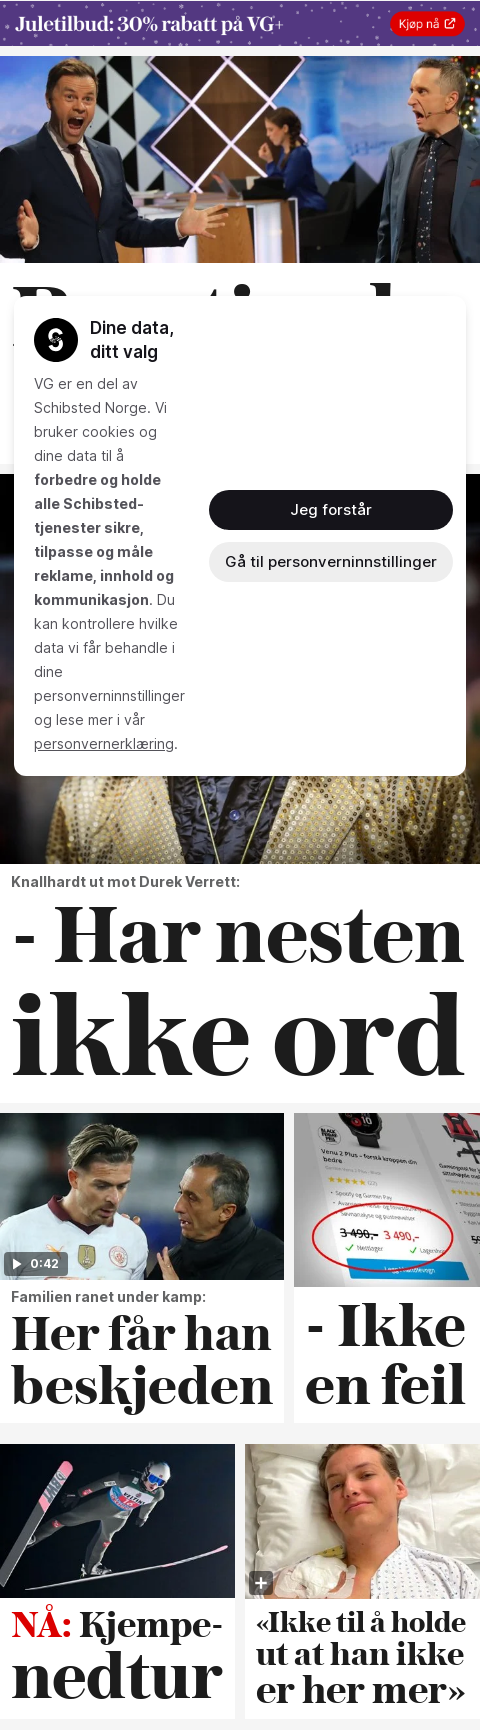 Juletilbud: 30% rabatt på VG+
Kjøp nå
Dine data,
ditt valg
VG er en del av
Schibsted Norge. Vi
bruker cookies og
dine data til å
forbedre og holde
alle Schibsted-
tjenester sikre,
tilpasse og måle
reklame, innhold og
kommunikasjon. Du
kan kontrollere hvilke
data vi får behandle i
dine
personverninnstillinger
og lese mer i vår
personvernerklæring.
Jeg forstår
Gå til personverninnstillinger
Knallhardt ut mot Durek Verrett:
- Har nesten
ikke ord
0:42
Familien ranet under kamp:
Her får han
beskjeden
Venu 2 Plus – forstå kroppen din
bedre
3 490,- 3 490,-
- Ikke
en feil
NÅ: Kjempe-
nedtur
«Ikke til å holde
ut at han ikke
er her mer»